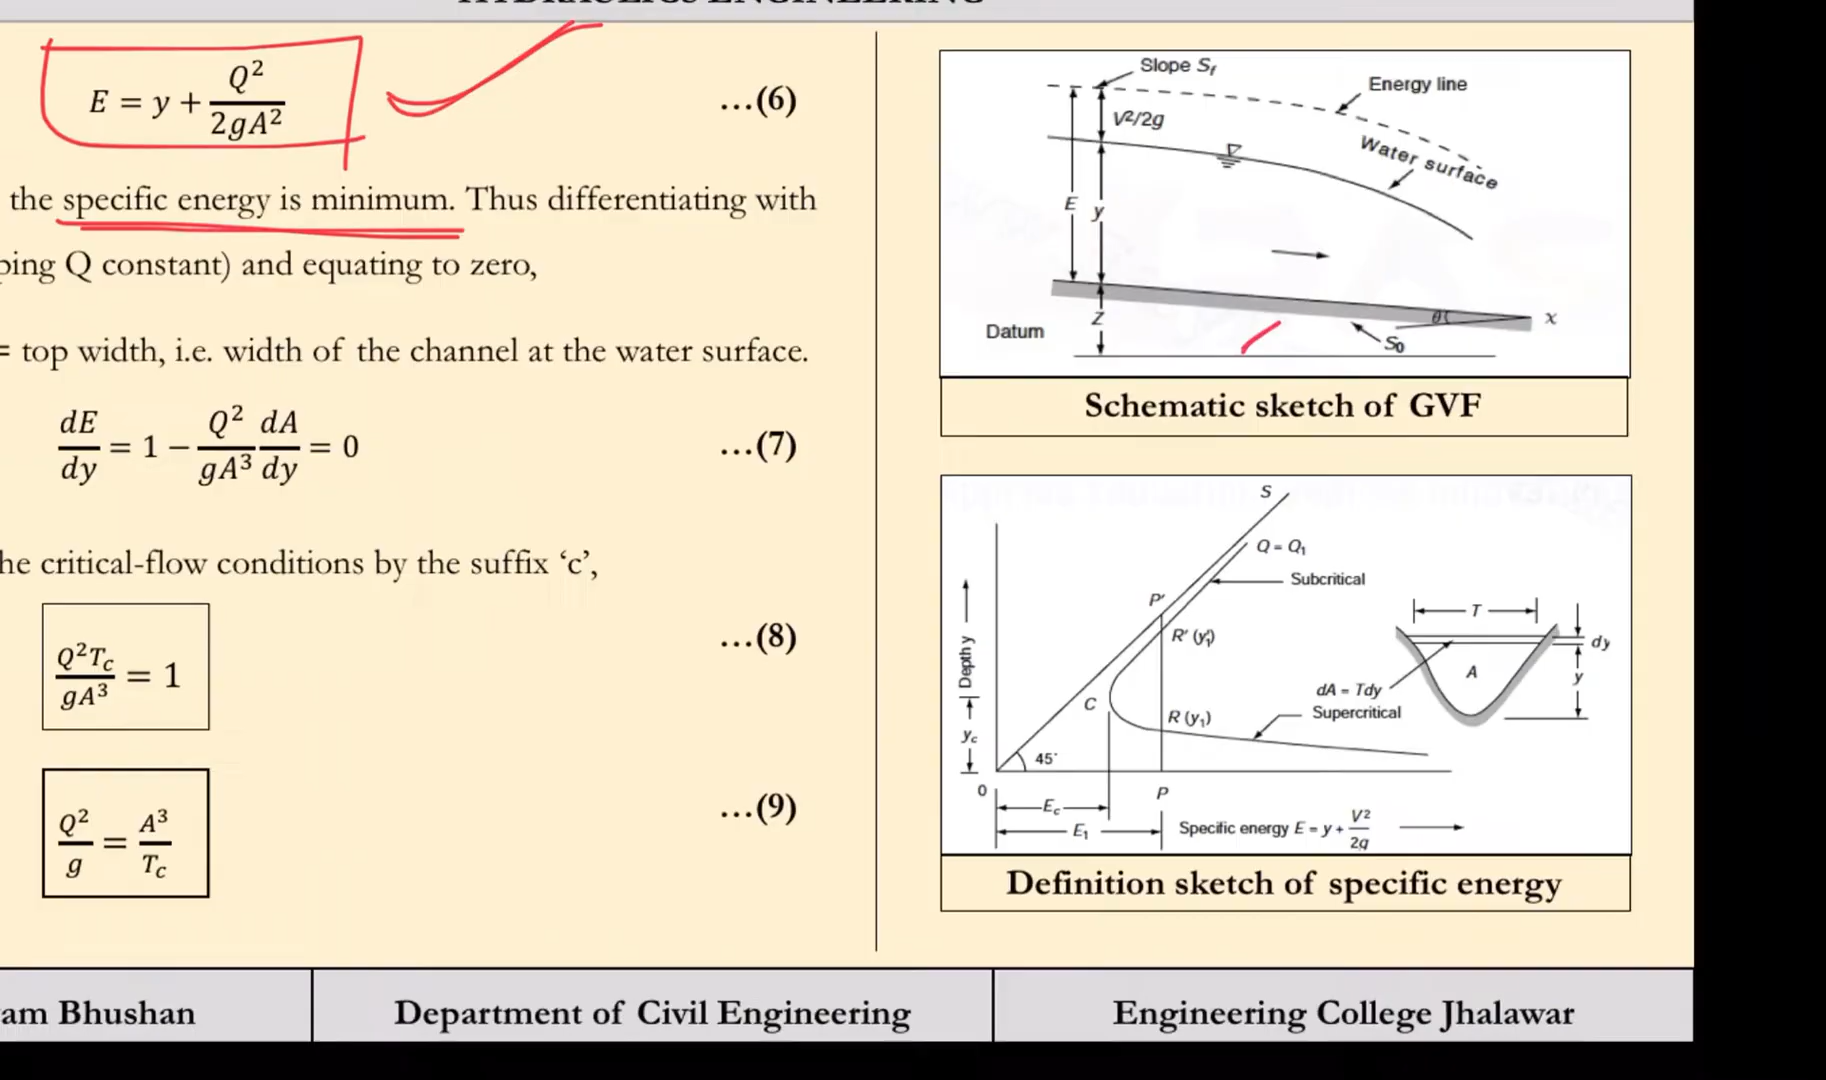 HYDRAULICS ENGINEERING
E = y + Q²/2gA² ...(6)
the specific energy is minimum. Thus differentiating with
ping Q constant) and equating to zero,
= top width, i.e. width of the channel at the water surface.
dE/dy = 1 − Q²/gA³ dA/dy = 0 ...(7)
he critical-flow conditions by the suffix ‘c’,
Q²T_c/gA³ = 1 ...(8)
Q²/g = A³/T_c ...(9)
Slope S_f
Energy line
V²/2g
Water surface
E
y
Z
θ
x
Datum
S₀
Schematic sketch of GVF
S
Q = Q₁
Subcritical
P'
T
R' (y'₁)
dy
Depth y
A
y
C
dA = Tdy
R (y₁)
Supercritical
y_c
45°
0
P
E_c
E₁
Specific energy E = y + V²/2g
Definition sketch of specific energy
am Bhushan
Department of Civil Engineering
Engineering College Jhalawar